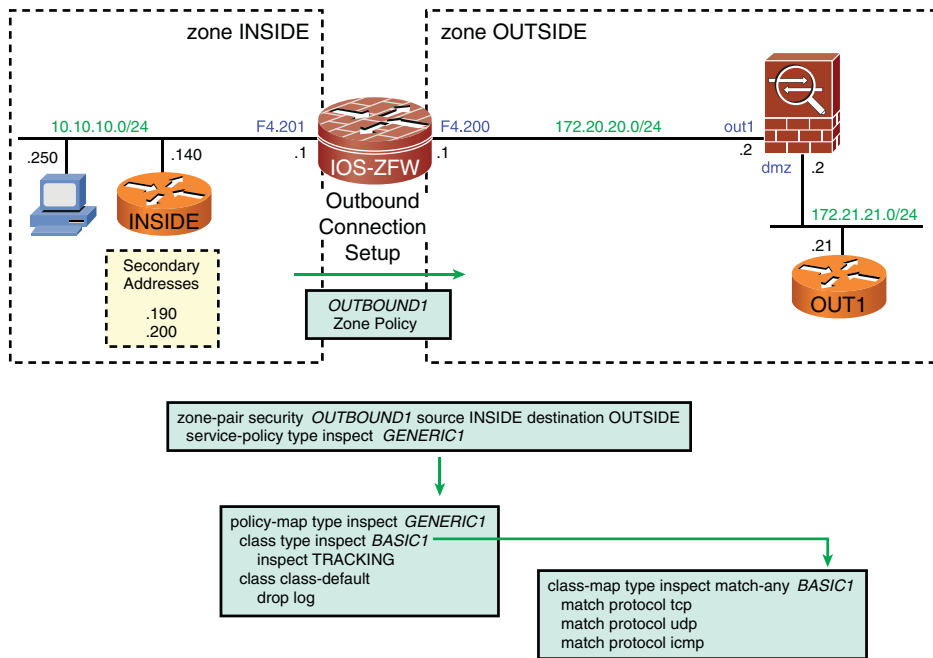 zone INSIDE
zone OUTSIDE
10.10.10.0/24
F4.201
F4.200
172.20.20.0/24
out1
.250
.140
.1
.1
.2
IOS-ZFW
dmz
.2
INSIDE
Outbound
Connection
Setup
172.21.21.0/24
.21
Secondary
Addresses
.190
.200
OUTBOUND1
Zone Policy
OUT1
zone-pair security OUTBOUND1 source INSIDE destination OUTSIDE
service-policy type inspect GENERIC1
policy-map type inspect GENERIC1
class type inspect BASIC1
inspect TRACKING
class class-default
drop log
class-map type inspect match-any BASIC1
match protocol tcp
match protocol udp
match protocol icmp